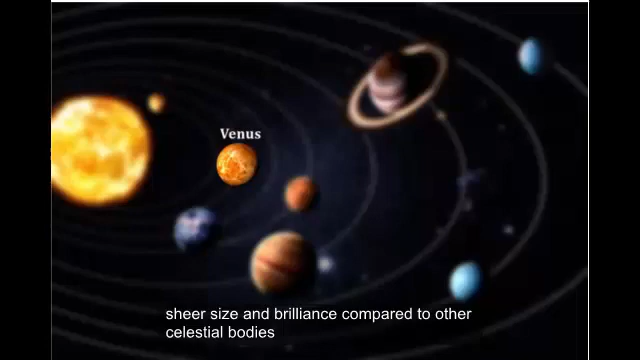 Venus
sheer size and brilliance compared to other
celestial bodies